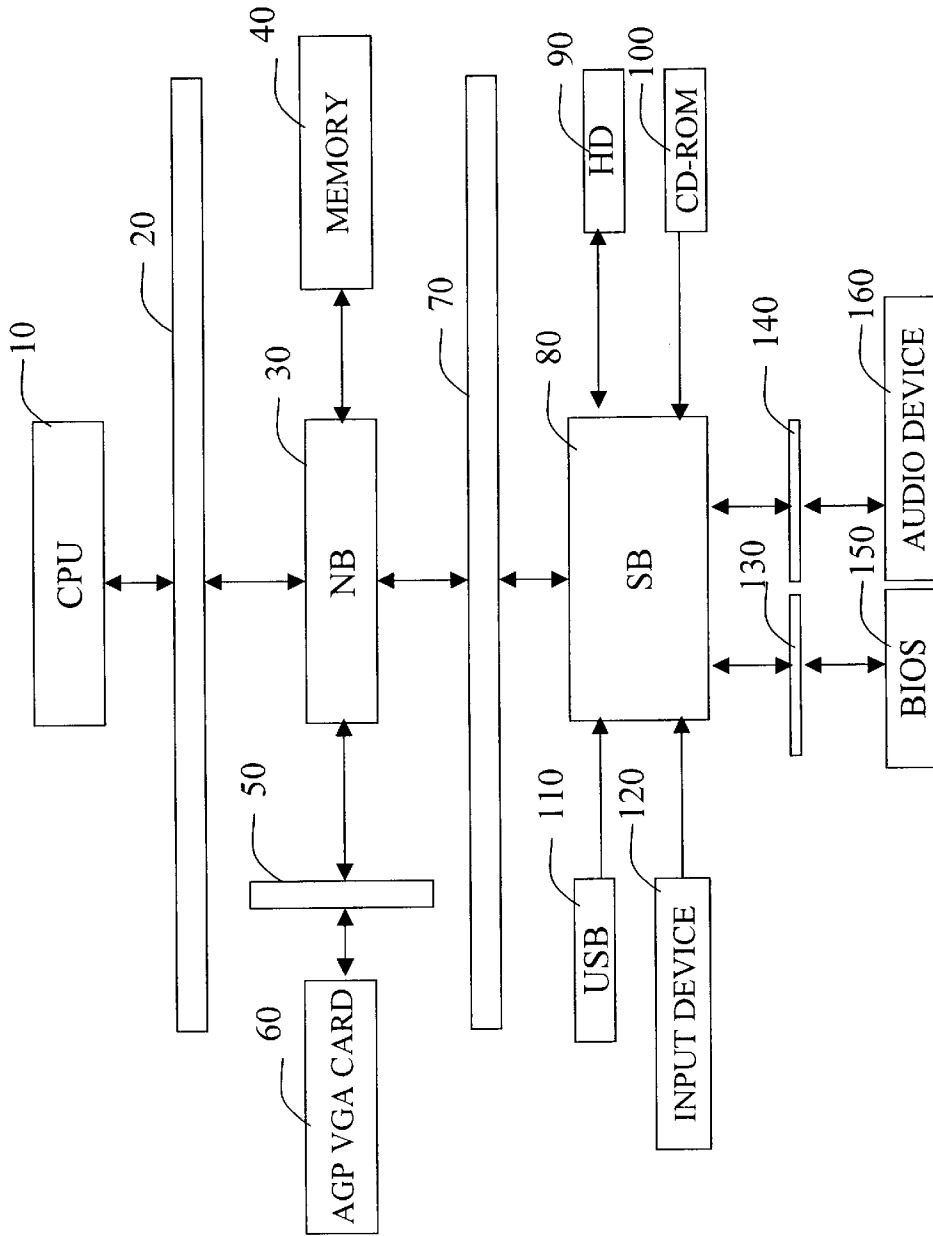 10
CPU
20
30
NB
40
MEMORY
50
60
AGP VGA CARD
70
80
SB
90
HD
100
CD-ROM
110
USB
120
INPUT DEVICE
130
140
150
BIOS
160
AUDIO DEVICE